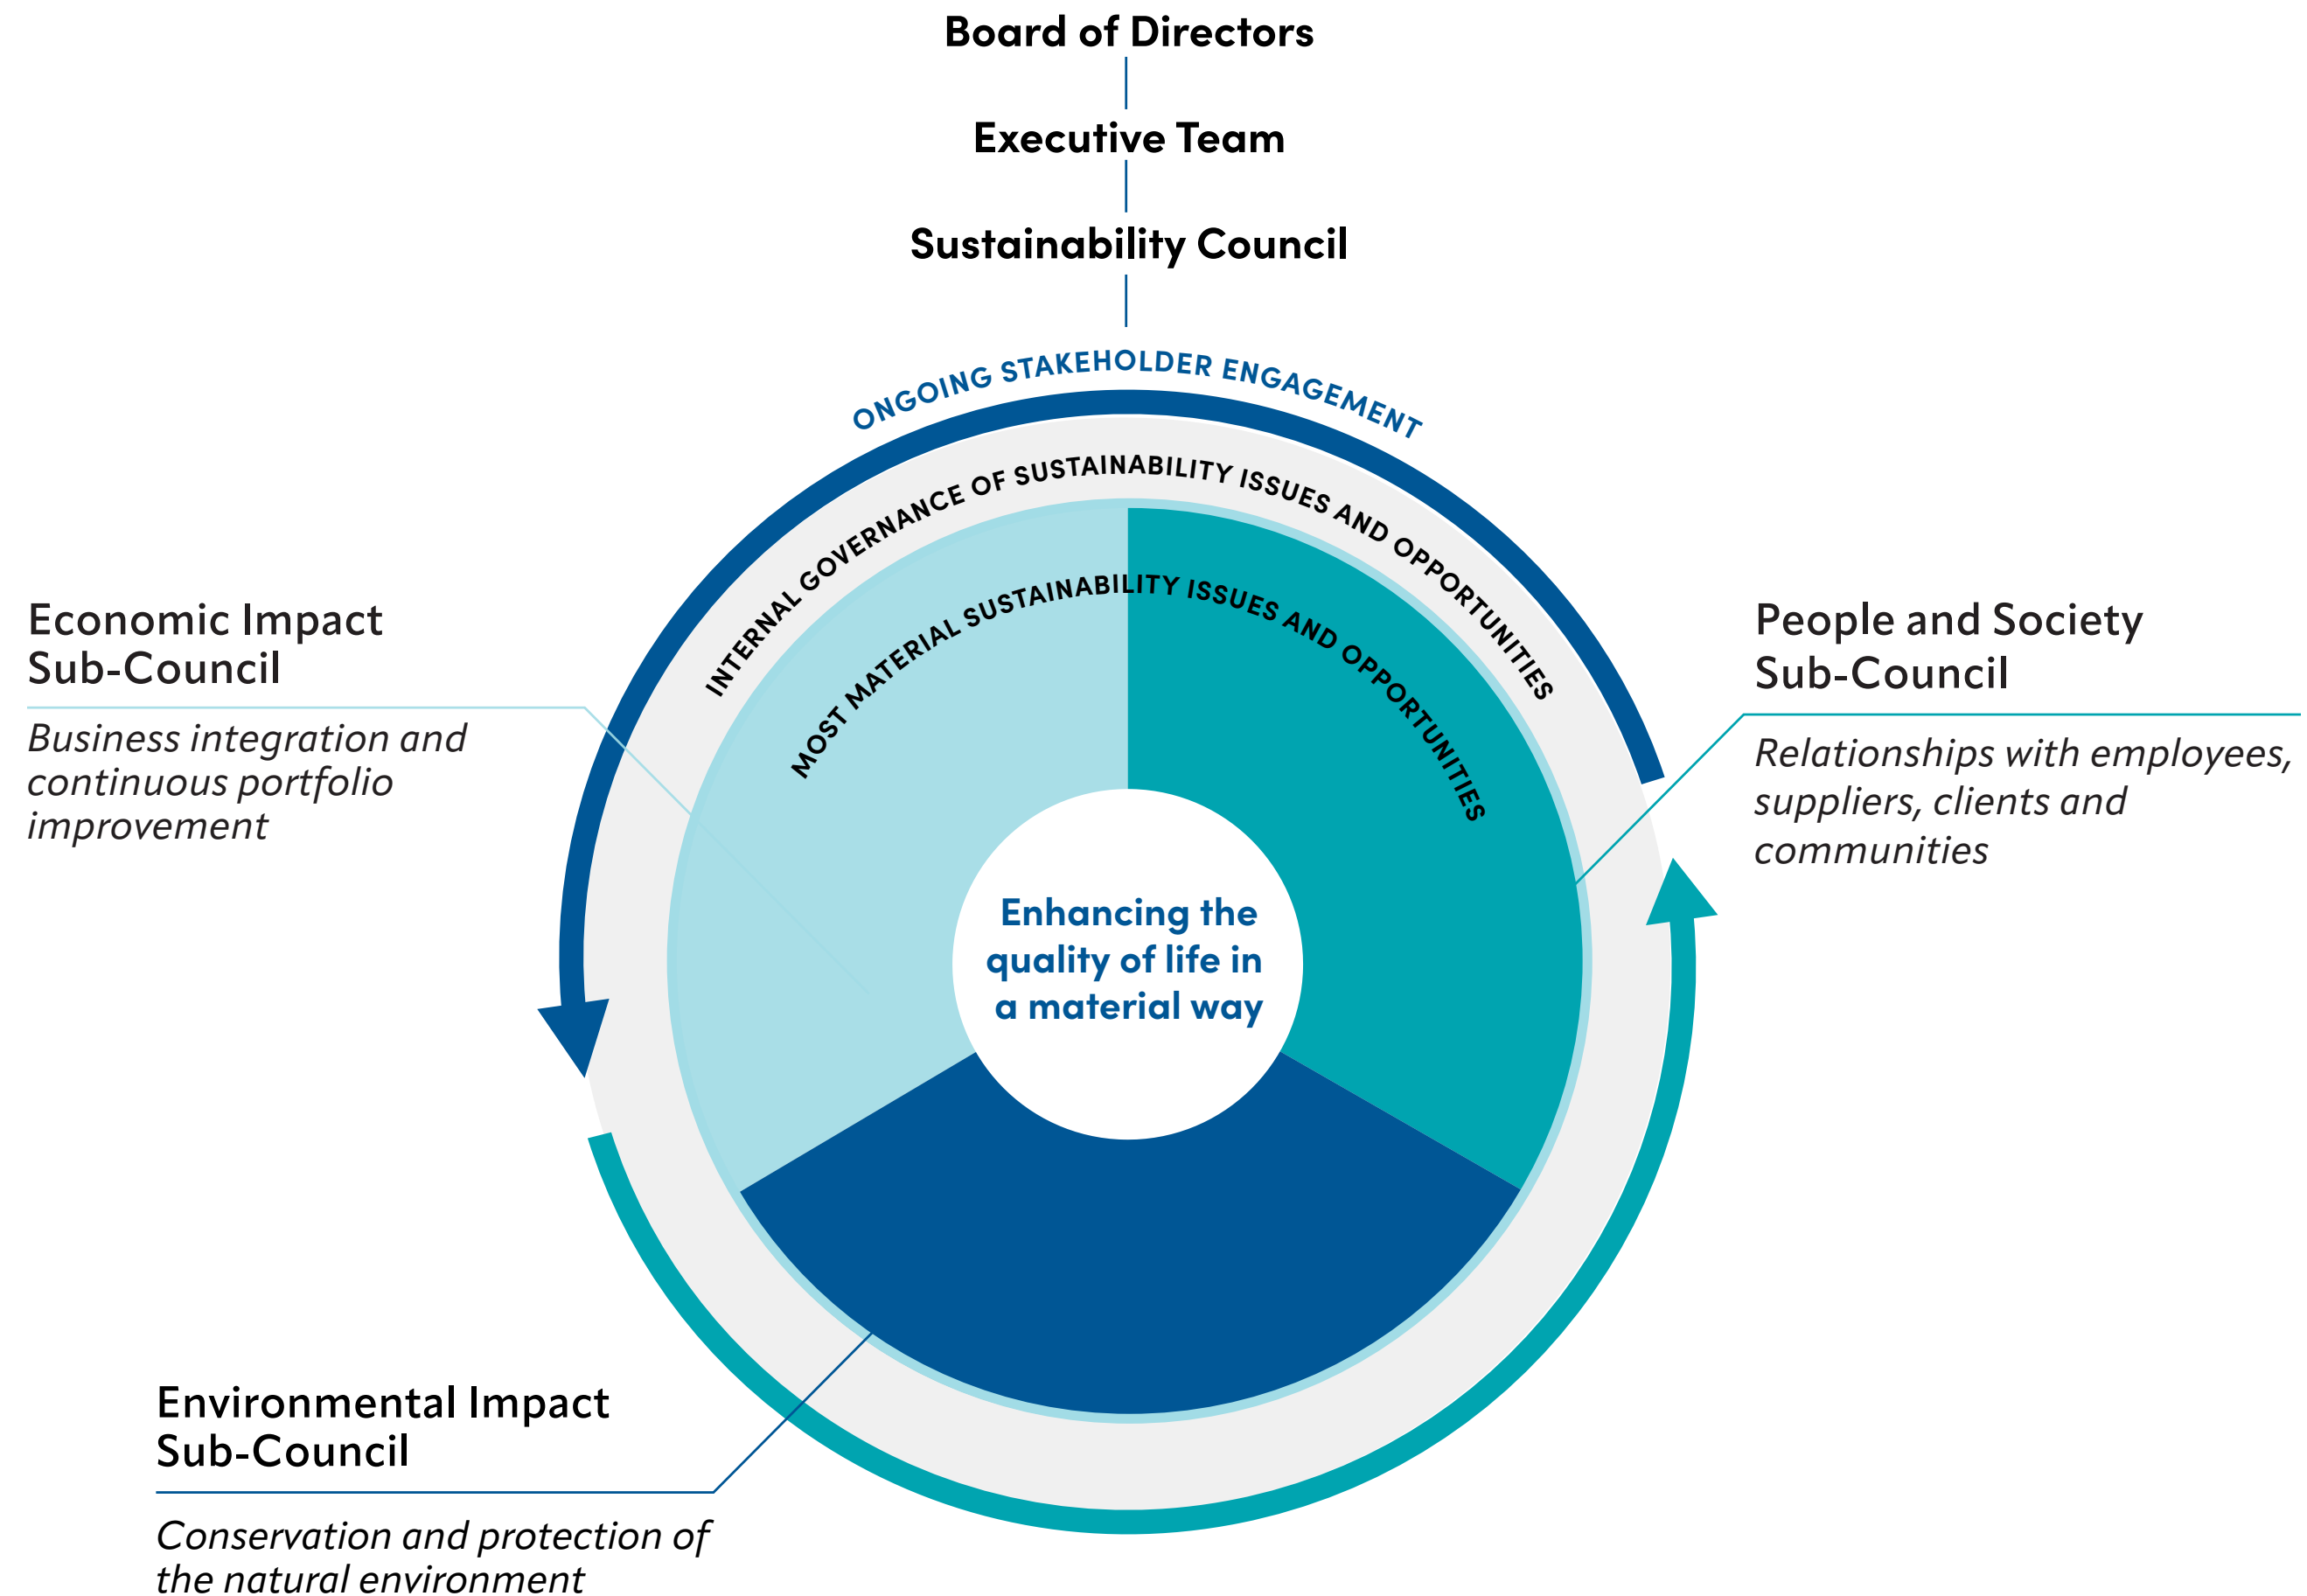 Board of Directors
Executive Team
Sustainability Council
ONGOING STAKEHOLDER ENGAGEMENT
INTERNAL GOVERNANCE OF SUSTAINABILITY ISSUES AND OPPORTUNITIES
MOST MATERIAL SUSTAINABILITY ISSUES AND OPPORTUNITIES
Economic Impact
Sub-Council
Business integration and
continuous portfolio
improvement
People and Society
Sub-Council
Relationships with employees,
suppliers, clients and
communities
Enhancing the
quality of life in
a material way
Environmental Impact
Sub-Council
Conservation and protection of
the natural environment